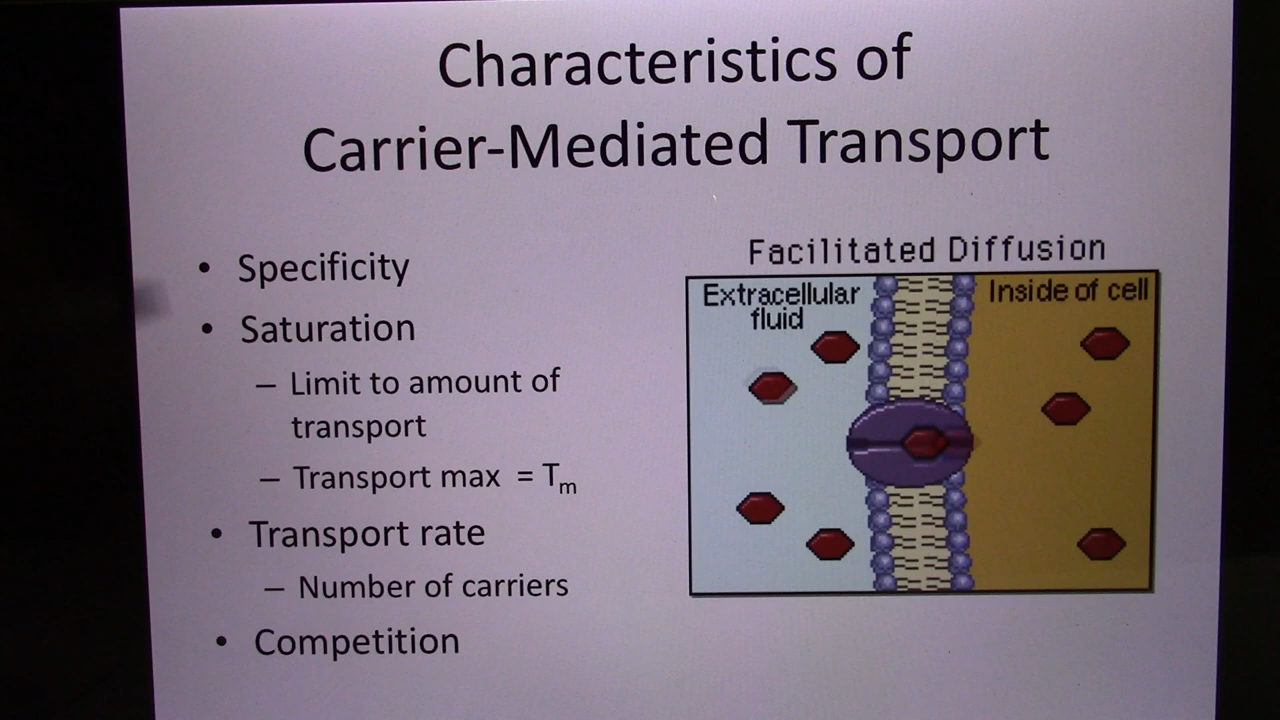 Characteristics of
Carrier-Mediated Transport
• Specificity
• Saturation
– Limit to amount of
transport
– Transport max = Tm
• Transport rate
– Number of carriers
• Competition
Facilitated Diffusion
Extracellular
fluid
Inside of cell